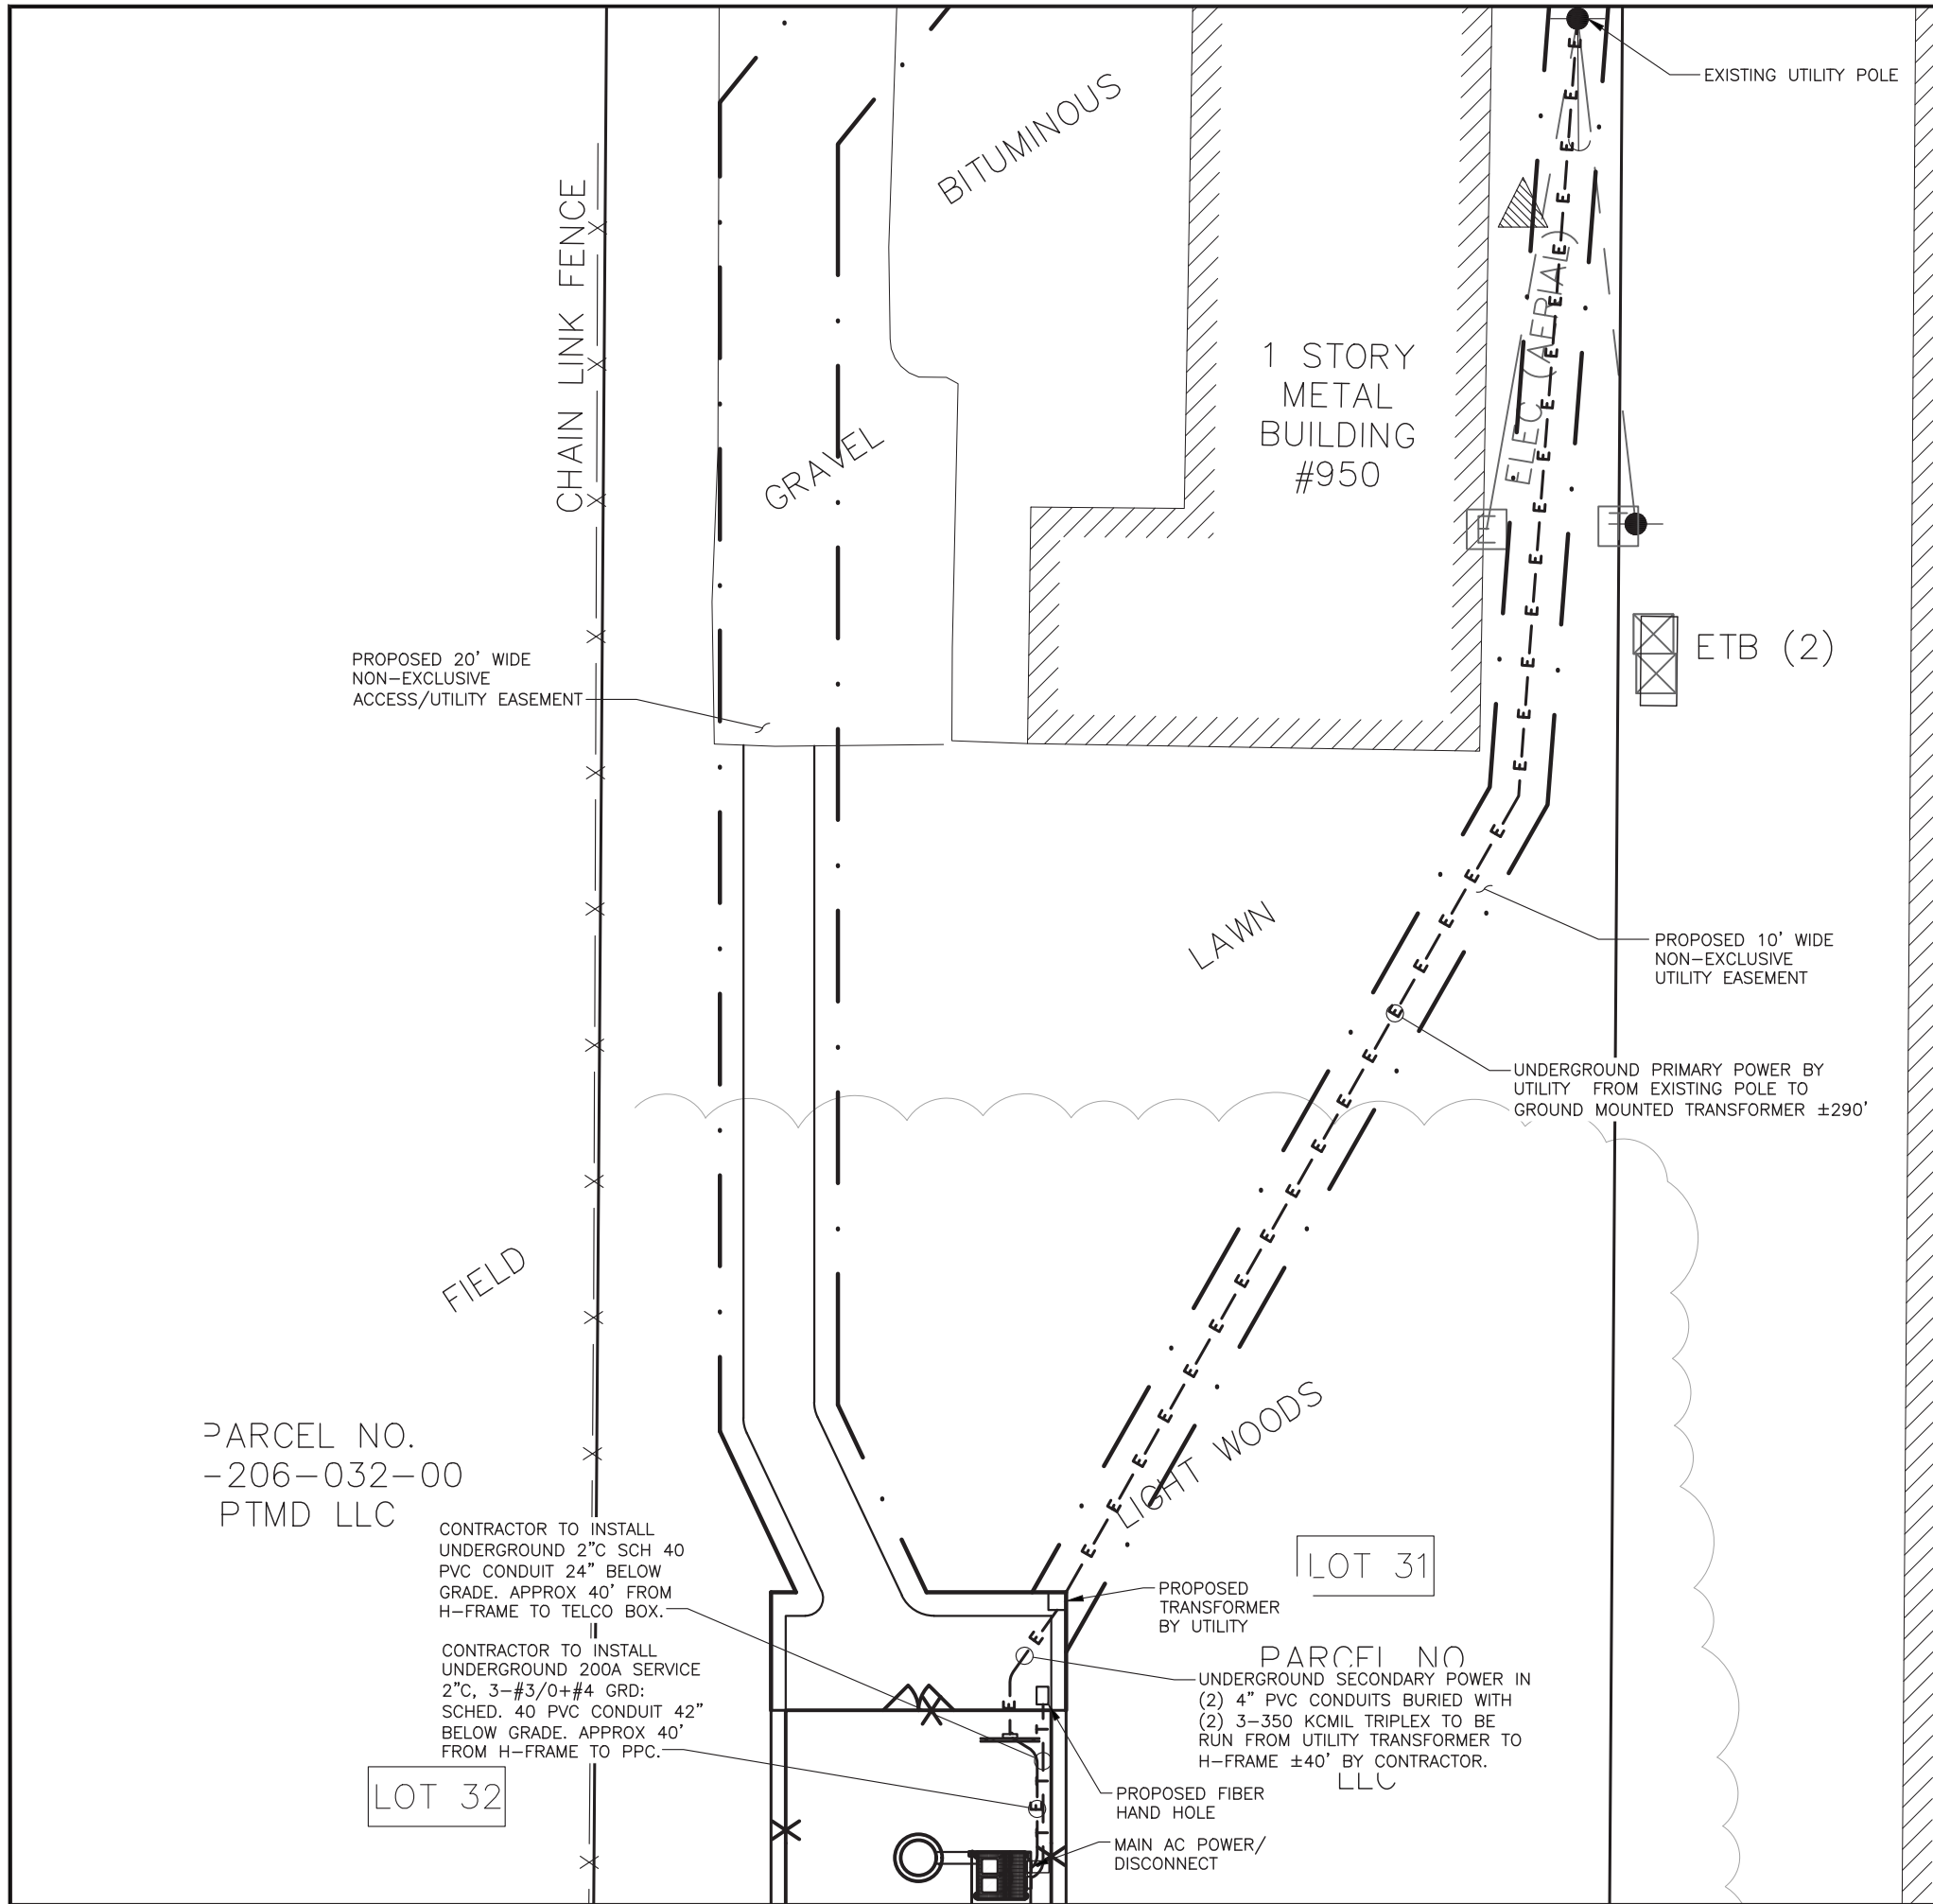 EXISTING UTILITY POLE
BITUMINOUS
CHAIN LINK FENCE
ELEC (AERIAL)
1 STORY
METAL
BUILDING
#950
GRAVEL
E
ETB (2)
PROPOSED 20' WIDE
NON-EXCLUSIVE
ACCESS/UTILITY EASEMENT
LAWN
PROPOSED 10' WIDE
NON-EXCLUSIVE
UTILITY EASEMENT
UNDERGROUND PRIMARY POWER BY
UTILITY FROM EXISTING POLE TO
GROUND MOUNTED TRANSFORMER ±290'
FIELD
LIGHT WOODS
PARCEL NO.
-206-032-00
PTMD LLC
CONTRACTOR TO INSTALL
UNDERGROUND 2"C SCH 40
PVC CONDUIT 24" BELOW
GRADE. APPROX 40' FROM
H-FRAME TO TELCO BOX.
LOT 31
PROPOSED
TRANSFORMER
BY UTILITY
CONTRACTOR TO INSTALL
UNDERGROUND 200A SERVICE
2"C, 3-#3/0+#4 GRD:
SCHED. 40 PVC CONDUIT 42"
BELOW GRADE. APPROX 40'
FROM H-FRAME TO PPC.
PARCEL NO
UNDERGROUND SECONDARY POWER IN
(2) 4" PVC CONDUITS BURIED WITH
(2) 3-350 KCMIL TRIPLEX TO BE
RUN FROM UTILITY TRANSFORMER TO
H-FRAME ±40' BY CONTRACTOR.
LLC
LOT 32
PROPOSED FIBER
HAND HOLE
MAIN AC POWER/
DISCONNECT